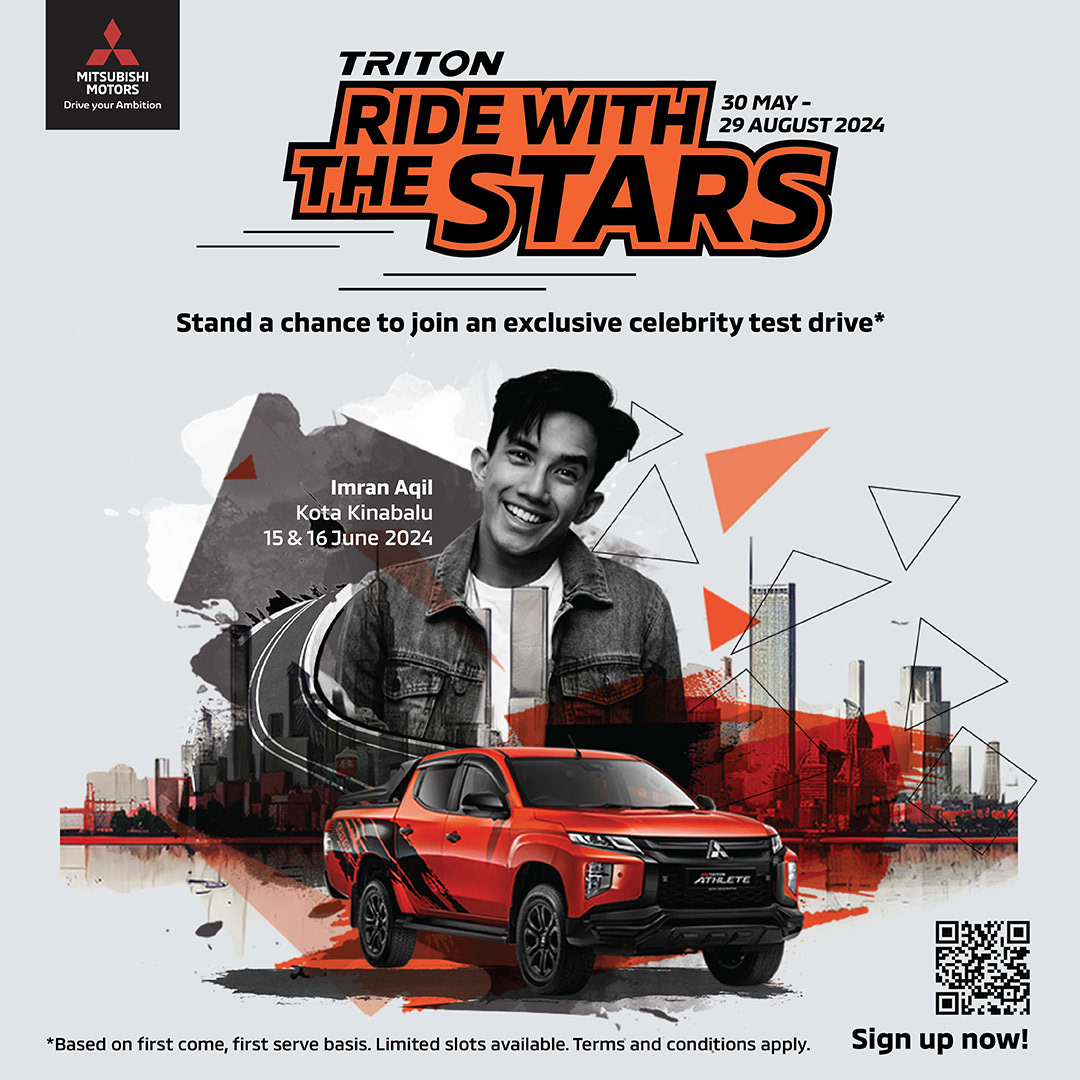 MITSUBISHI
MOTORS
Drive your Ambition
TRITON
RIDE WITH
THE STARS
30 MAY –
29 AUGUST 2024
Stand a chance to join an exclusive celebrity test drive*
Imran Aqil
Kota Kinabalu
15 & 16 June 2024
TRITON
ATHLETE
*Based on first come, first serve basis. Limited slots available. Terms and conditions apply.
Sign up now!